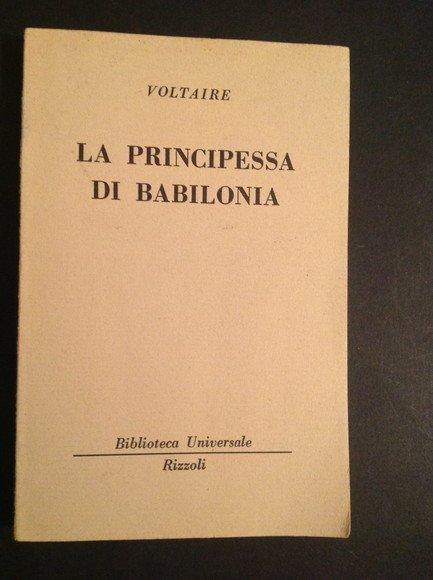 VOLTAIRE
LA PRINCIPESSA
DI BABILONIA
Biblioteca Universale
Rizzoli